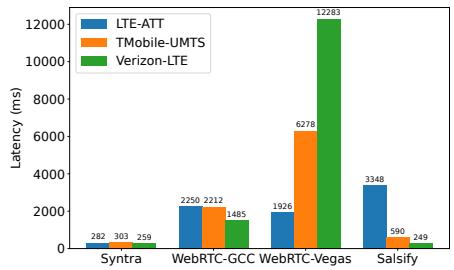 12000
10000
8000
6000
4000
2000
0
Latency (ms)
LTE-ATT
TMobile-UMTS
Verizon-LTE
282 303 259
2250 2212 1485
1926 6278 12283
3348 590 249
Syntra WebRTC-GCC WebRTC-Vegas Salsify